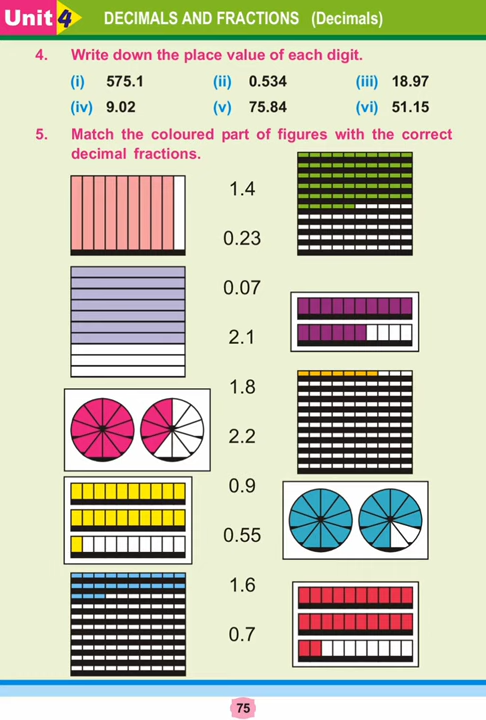 Unit 4 DECIMALS AND FRACTIONS (Decimals)
4. Write down the place value of each digit.
(i) 575.1 (ii) 0.534 (iii) 18.97
(iv) 9.02 (v) 75.84 (vi) 51.15
5. Match the coloured part of figures with the correct
decimal fractions.
1.4
0.23
0.07
2.1
1.8
2.2
0.9
0.55
1.6
0.7
75